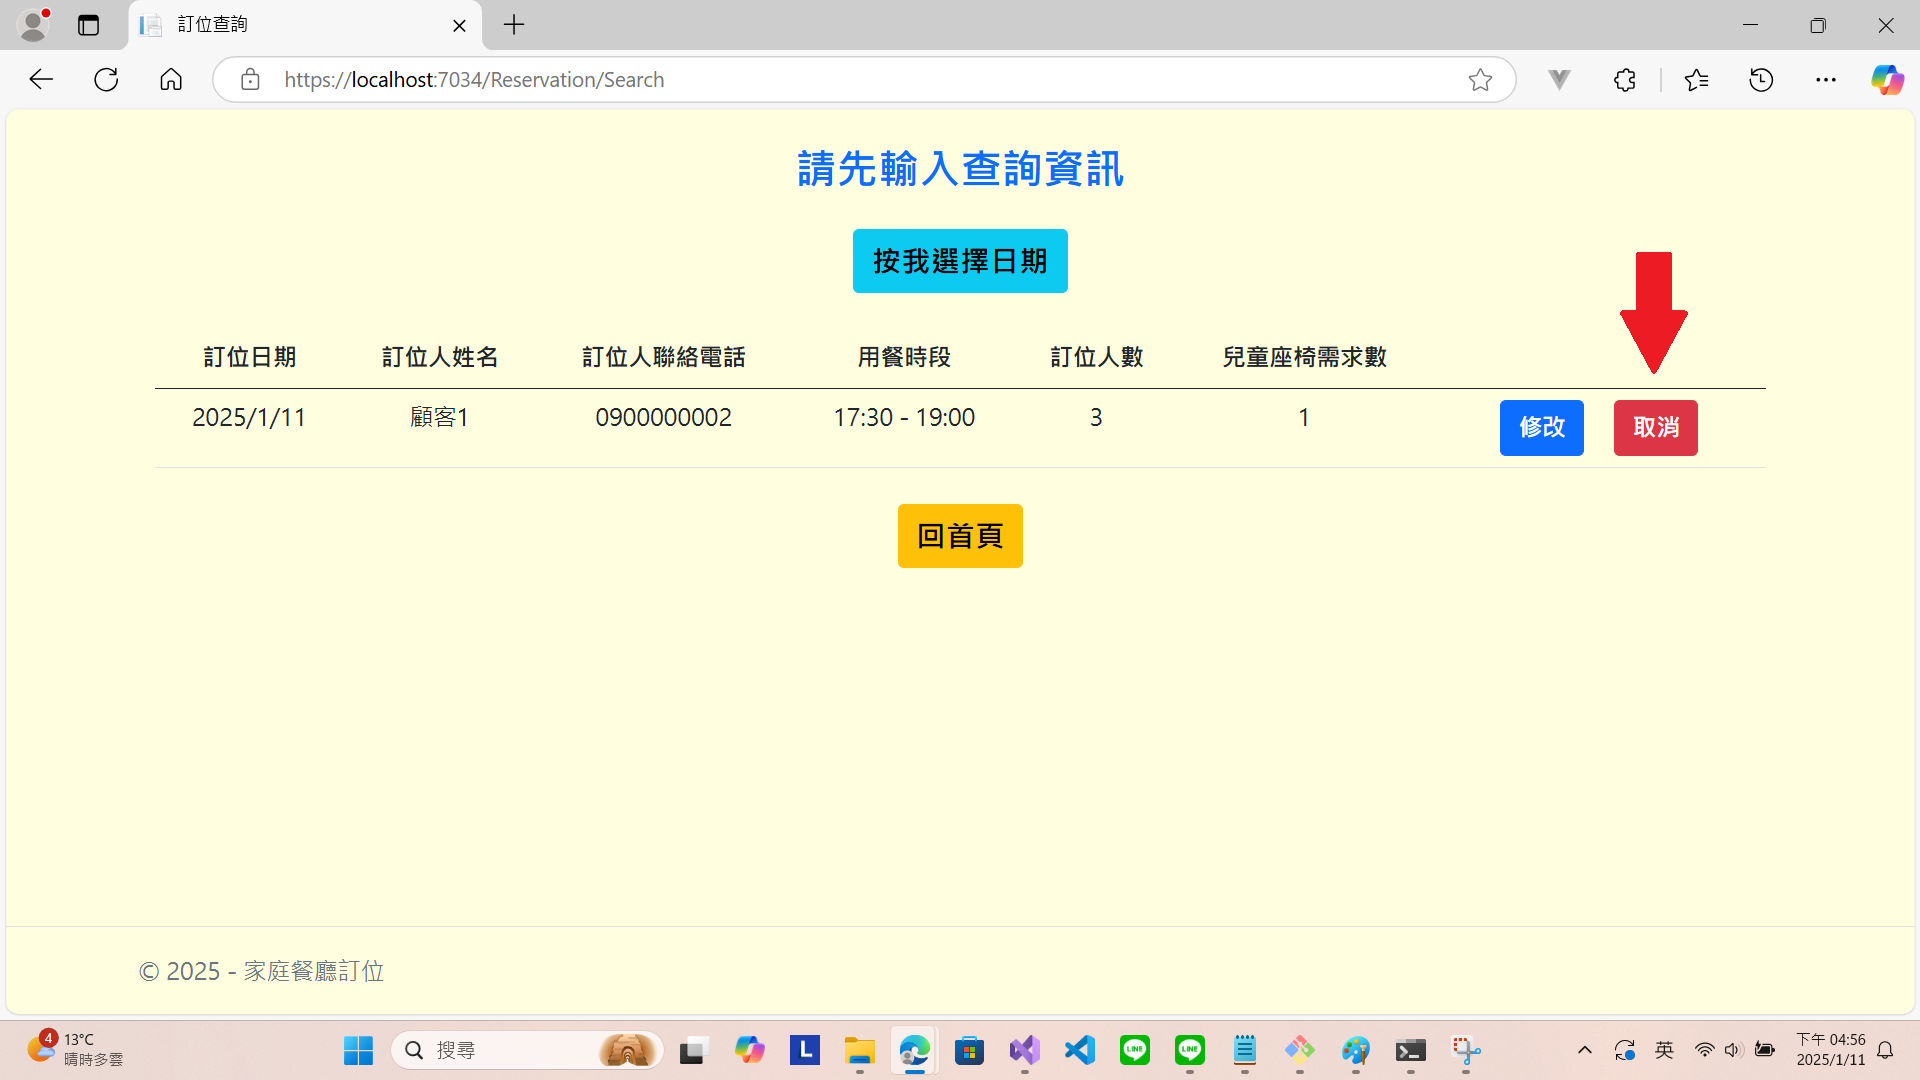 訂位查詢
https://localhost:7034/Reservation/Search
請先輸入查詢資訊
按我選擇日期
訂位日期 訂位人姓名 訂位人聯絡電話 用餐時段 訂位人數 兒童座椅需求數
2025/1/11 顧客1 0900000002 17:30 - 19:00 3 1 修改 取消
回首頁
© 2025 - 家庭餐廳訂位
4
13°C
晴時多雲
搜尋
L
LINE
LINE
英
下午 04:56
2025/1/11